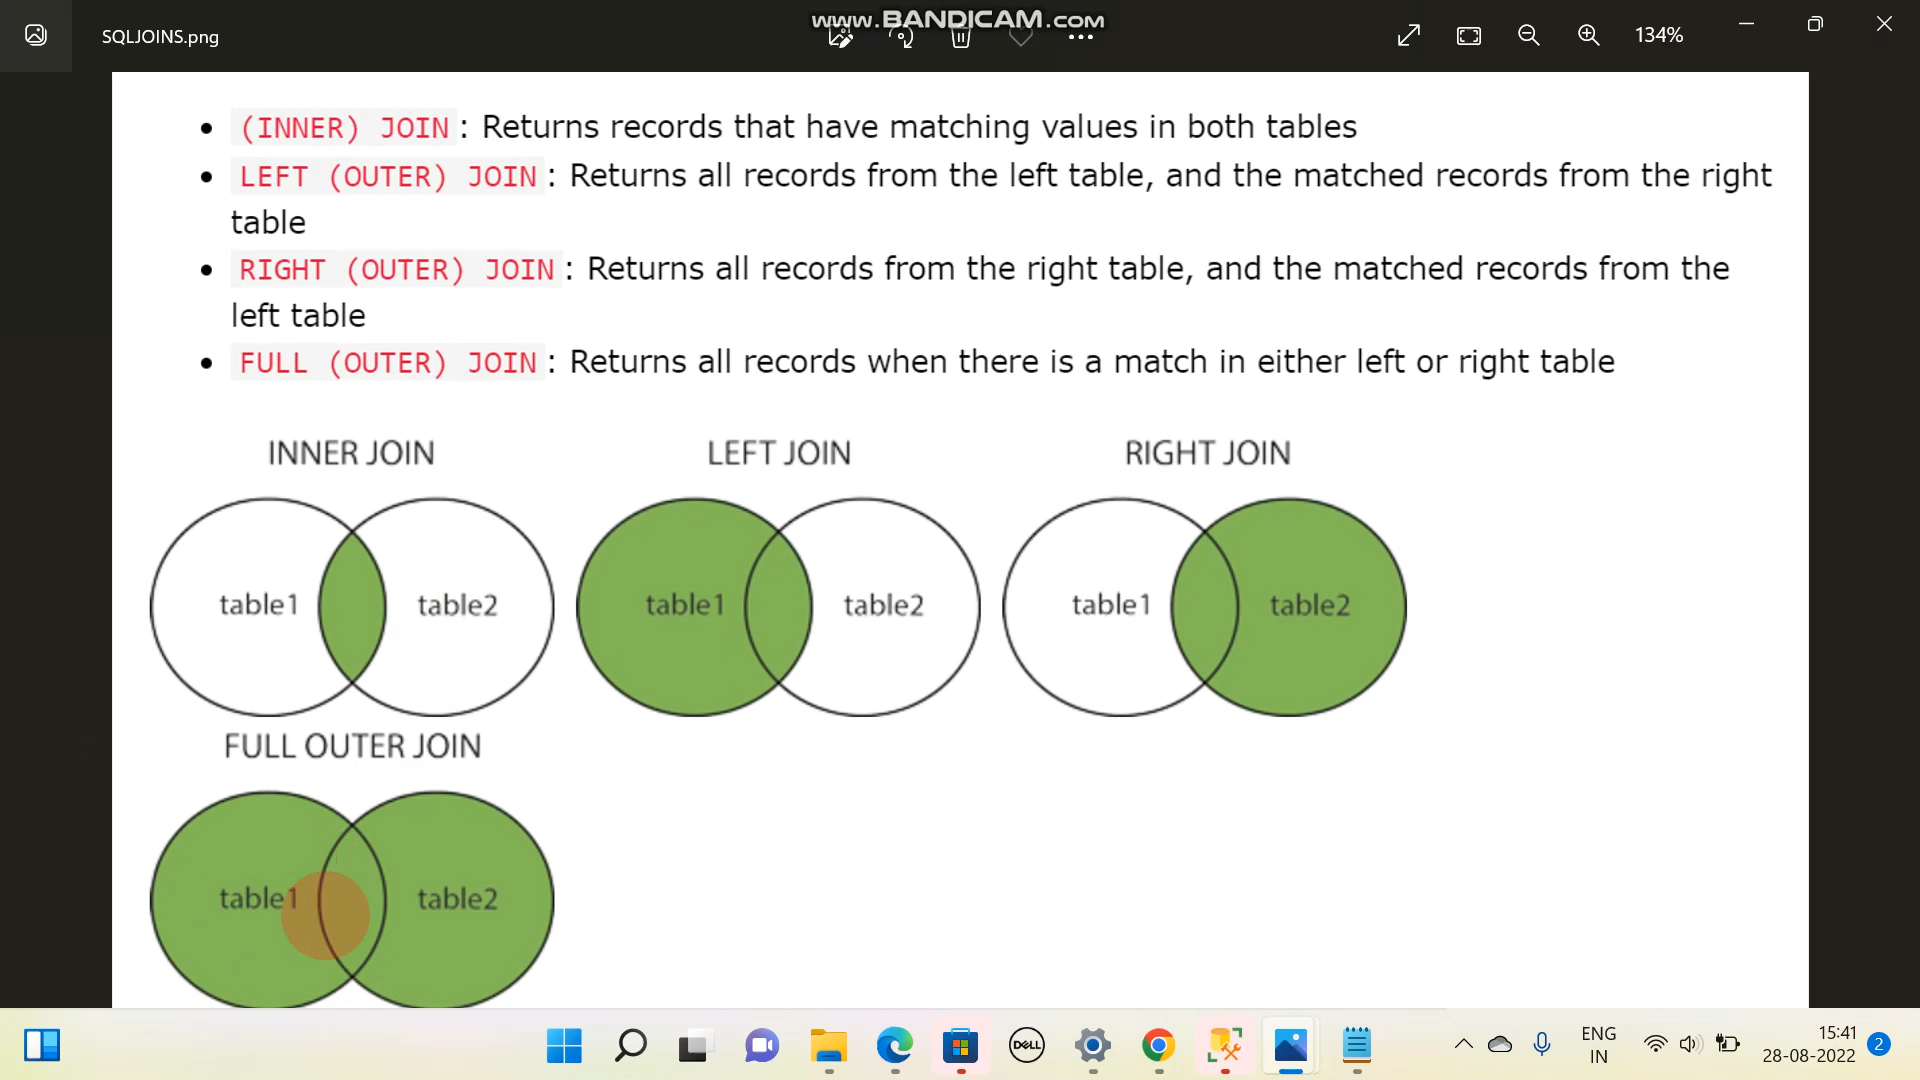 www.BANDICAM.COM
SQLJOINS.png
134%
(INNER) JOIN: Returns records that have matching values in both tables
LEFT (OUTER) JOIN: Returns all records from the left table, and the matched records from the right
table
RIGHT (OUTER) JOIN: Returns all records from the right table, and the matched records from the
left table
FULL (OUTER) JOIN: Returns all records when there is a match in either left or right table
INNER JOIN
LEFT JOIN
RIGHT JOIN
table1
table2
table1
table2
table1
table2
FULL OUTER JOIN
table1
table2
DELL
ENG
IN
15:41
28-08-2022
2